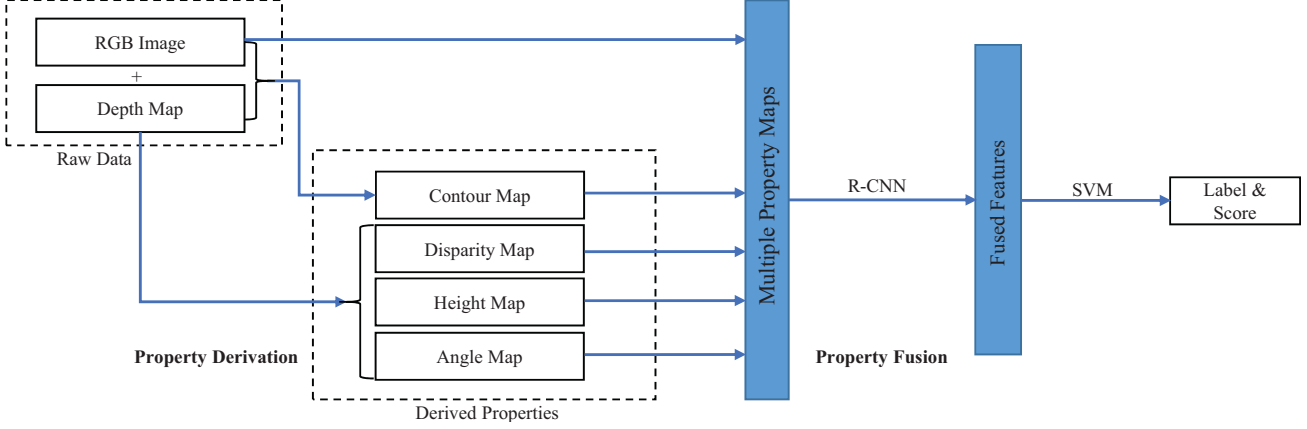 RGB Image
+
Depth Map
Raw Data
Contour Map
Disparity Map
Height Map
Angle Map
Derived Properties
Property Derivation
Multiple Property Maps
R-CNN
Property Fusion
Fused Features
SVM
Label &
Score